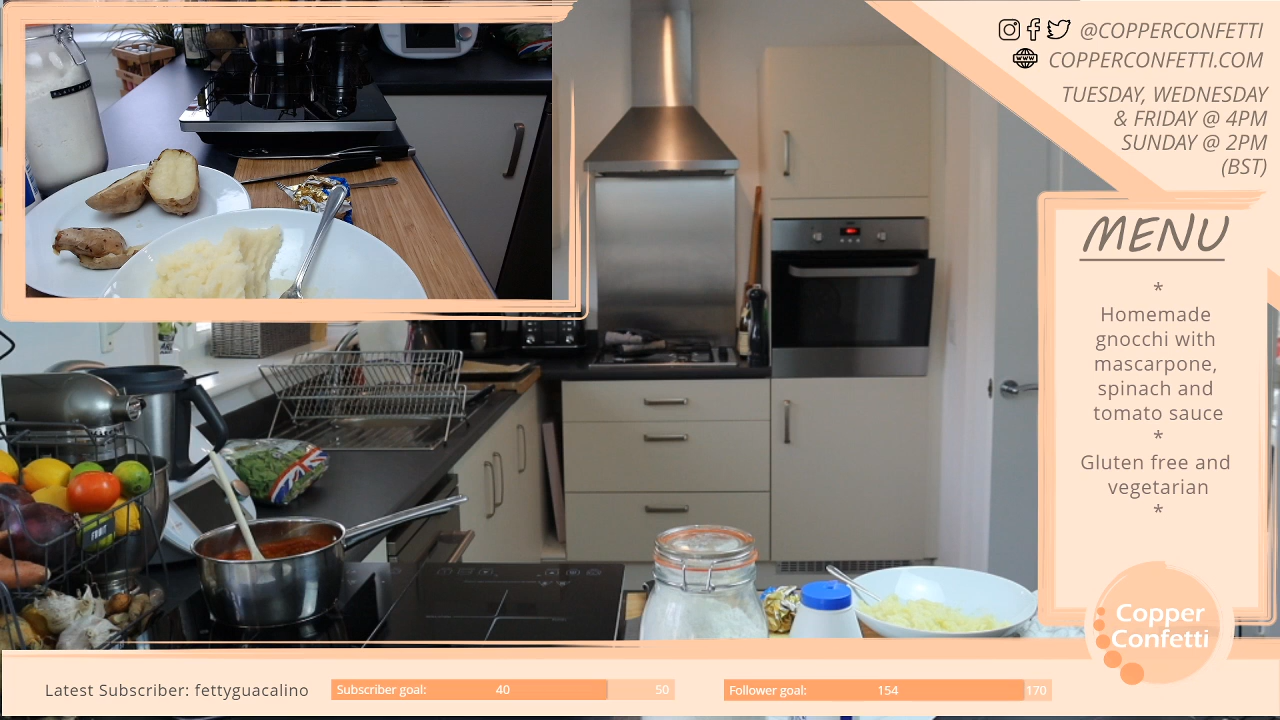 @COPPERCONFETTI
WWW
COPPERCONFETTI.COM
TUESDAY, WEDNESDAY
& FRIDAY @ 4PM
SUNDAY @ 2PM
(BST)
MENU
*
Homemade
gnocchi with
mascarpone,
spinach and
tomato sauce
*
Gluten free and
vegetarian
*
Copper
Confetti
Latest Subscriber: fettyguacalino
Subscriber goal: 40 50
Follower goal: 154 170